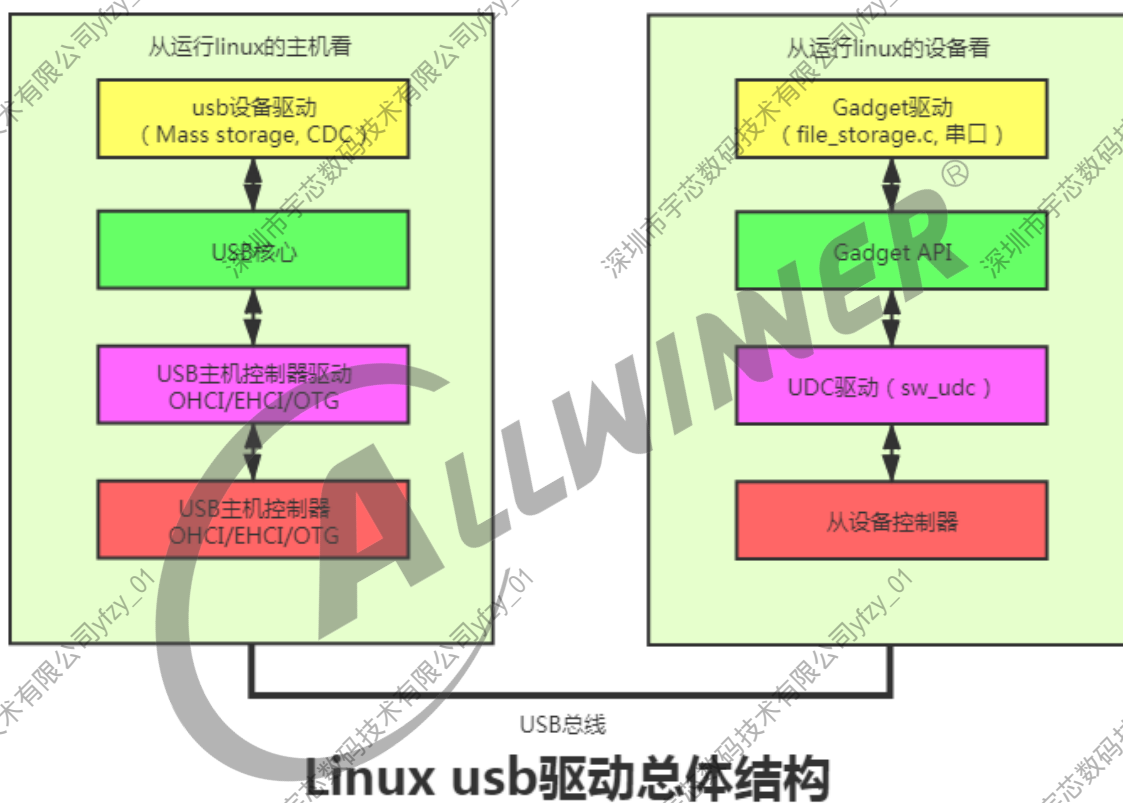 从运行linux的主机看
usb设备驱动
（ Mass storage, CDC ）
USB核心
USB主机控制器驱动
OHCI/EHCI/OTG
USB主机控制器
OHCI/EHCI/OTG
从运行linux的设备看
Gadget驱动
（ file_storage.c, 串口 ）
Gadget API
UDC驱动（ sw_udc ）
从设备控制器
USB总线
Linux usb驱动总体结构
ALLWINNER®
深圳市宇芯数码技术有限公司yfzy_01